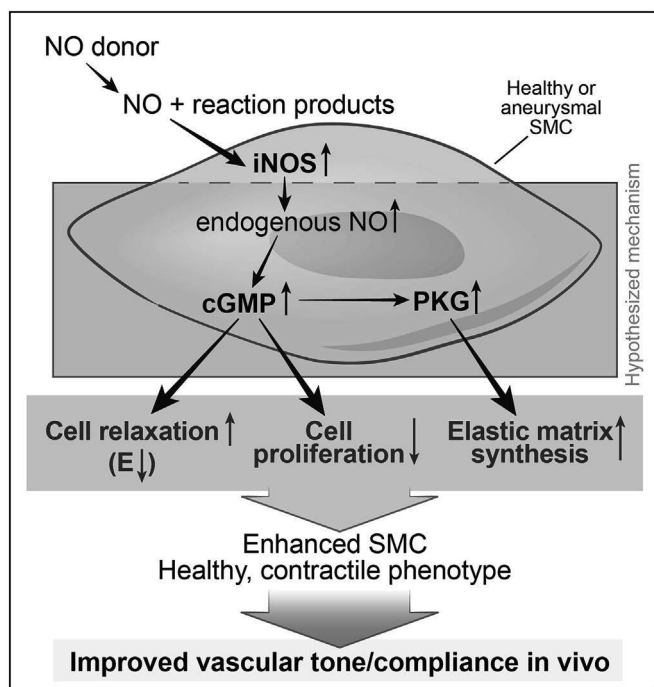 NO donor
NO + reaction products
Healthy or
aneurysmal
SMC
iNOS↑
endogenous NO↑
cGMP↑
PKG↑
Hypothesized mechanism
Cell relaxation↑
(E↓)
Cell
proliferation↓
Elastic matrix
synthesis↑
Enhanced SMC
Healthy, contractile phenotype
Improved vascular tone/compliance in vivo